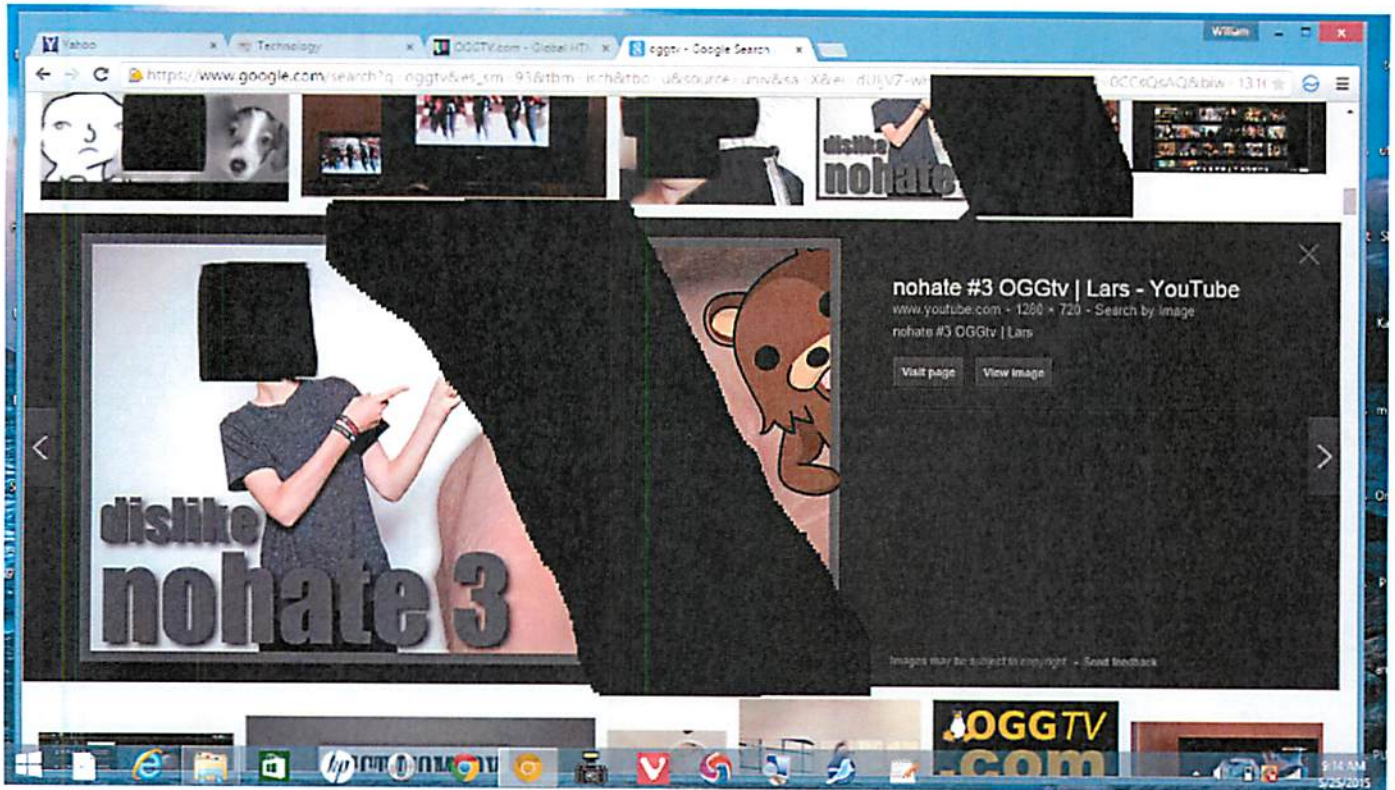 William
Yahoo
Technology
OGGTV.com - Global HT
oggtv - Google Search
https://www.google.com/search?q
dislike
nohate
nohate #3 OGGtv | Lars - YouTube
www.youtube.com - 1280 × 720 - Search by image
nohate #3 OGGtv | Lars
Visit page View image
dislike
nohate 3
Images may be subject to copyright - Send feedback
OGGTV
.com
hp
9:14 AM
5/25/2015